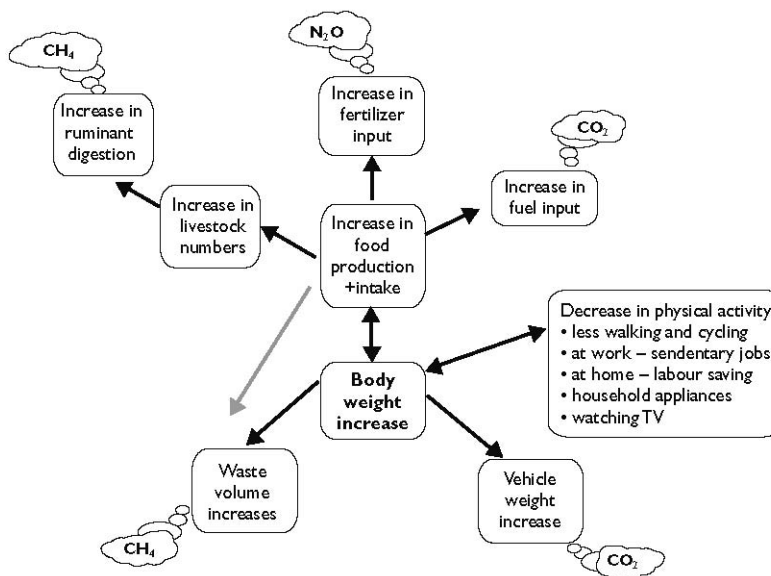 CH₄
Increase in
ruminant
digestion
N₂O
Increase in
fertilizer
input
CO₂
Increase in
fuel input
Increase in
livestock
numbers
Increase in
food
production
+intake
Decrease in physical activity
• less walking and cycling
• at work – sendentary jobs
• at home – labour saving
• household appliances
• watching TV
Body
weight
increase
Waste
volume
increases
CH₄
Vehicle
weight
increase
CO₂